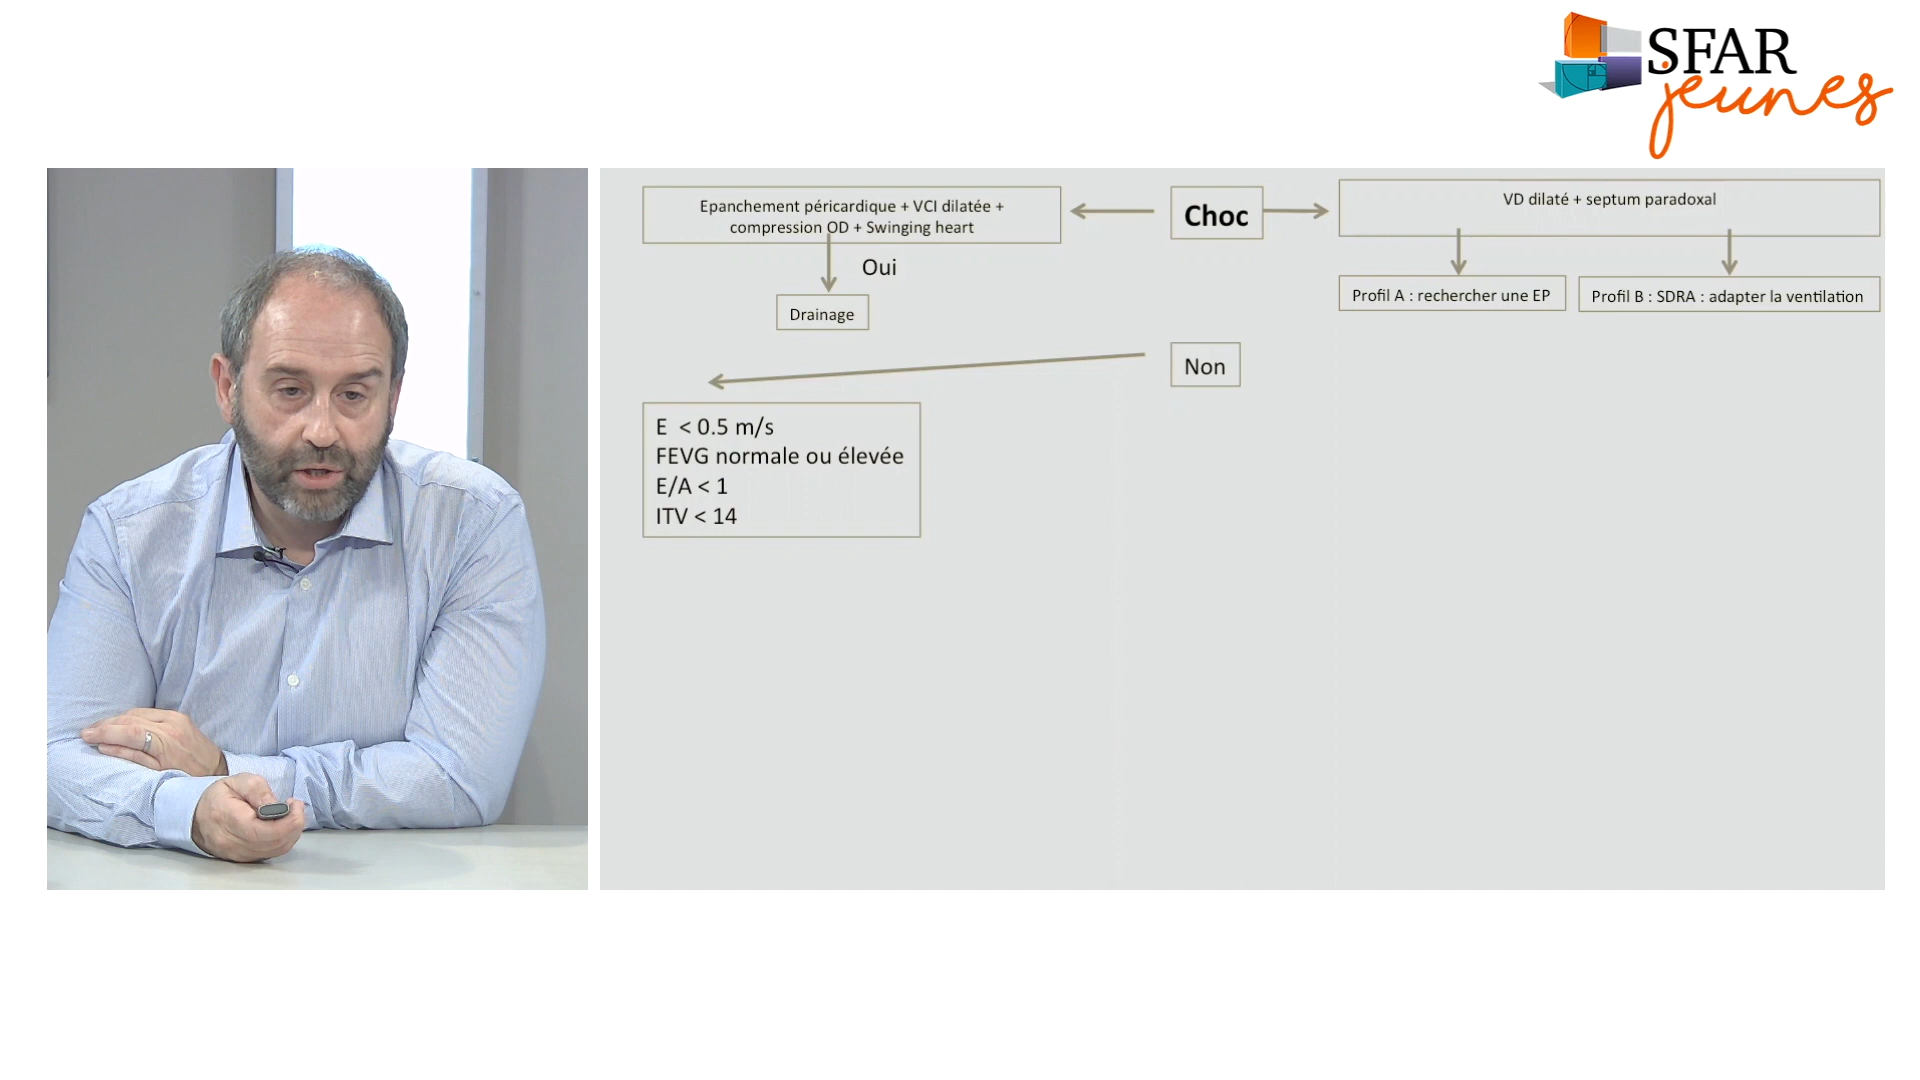 SFAR
jeunes
Epanchement péricardique + VCI dilatée +
compression OD + Swinging heart
Choc
VD dilaté + septum paradoxal
Oui
Drainage
Profil A : rechercher une EP
Profil B : SDRA : adapter la ventilation
Non
E < 0.5 m/s
FEVG normale ou élevée
E/A < 1
ITV < 14